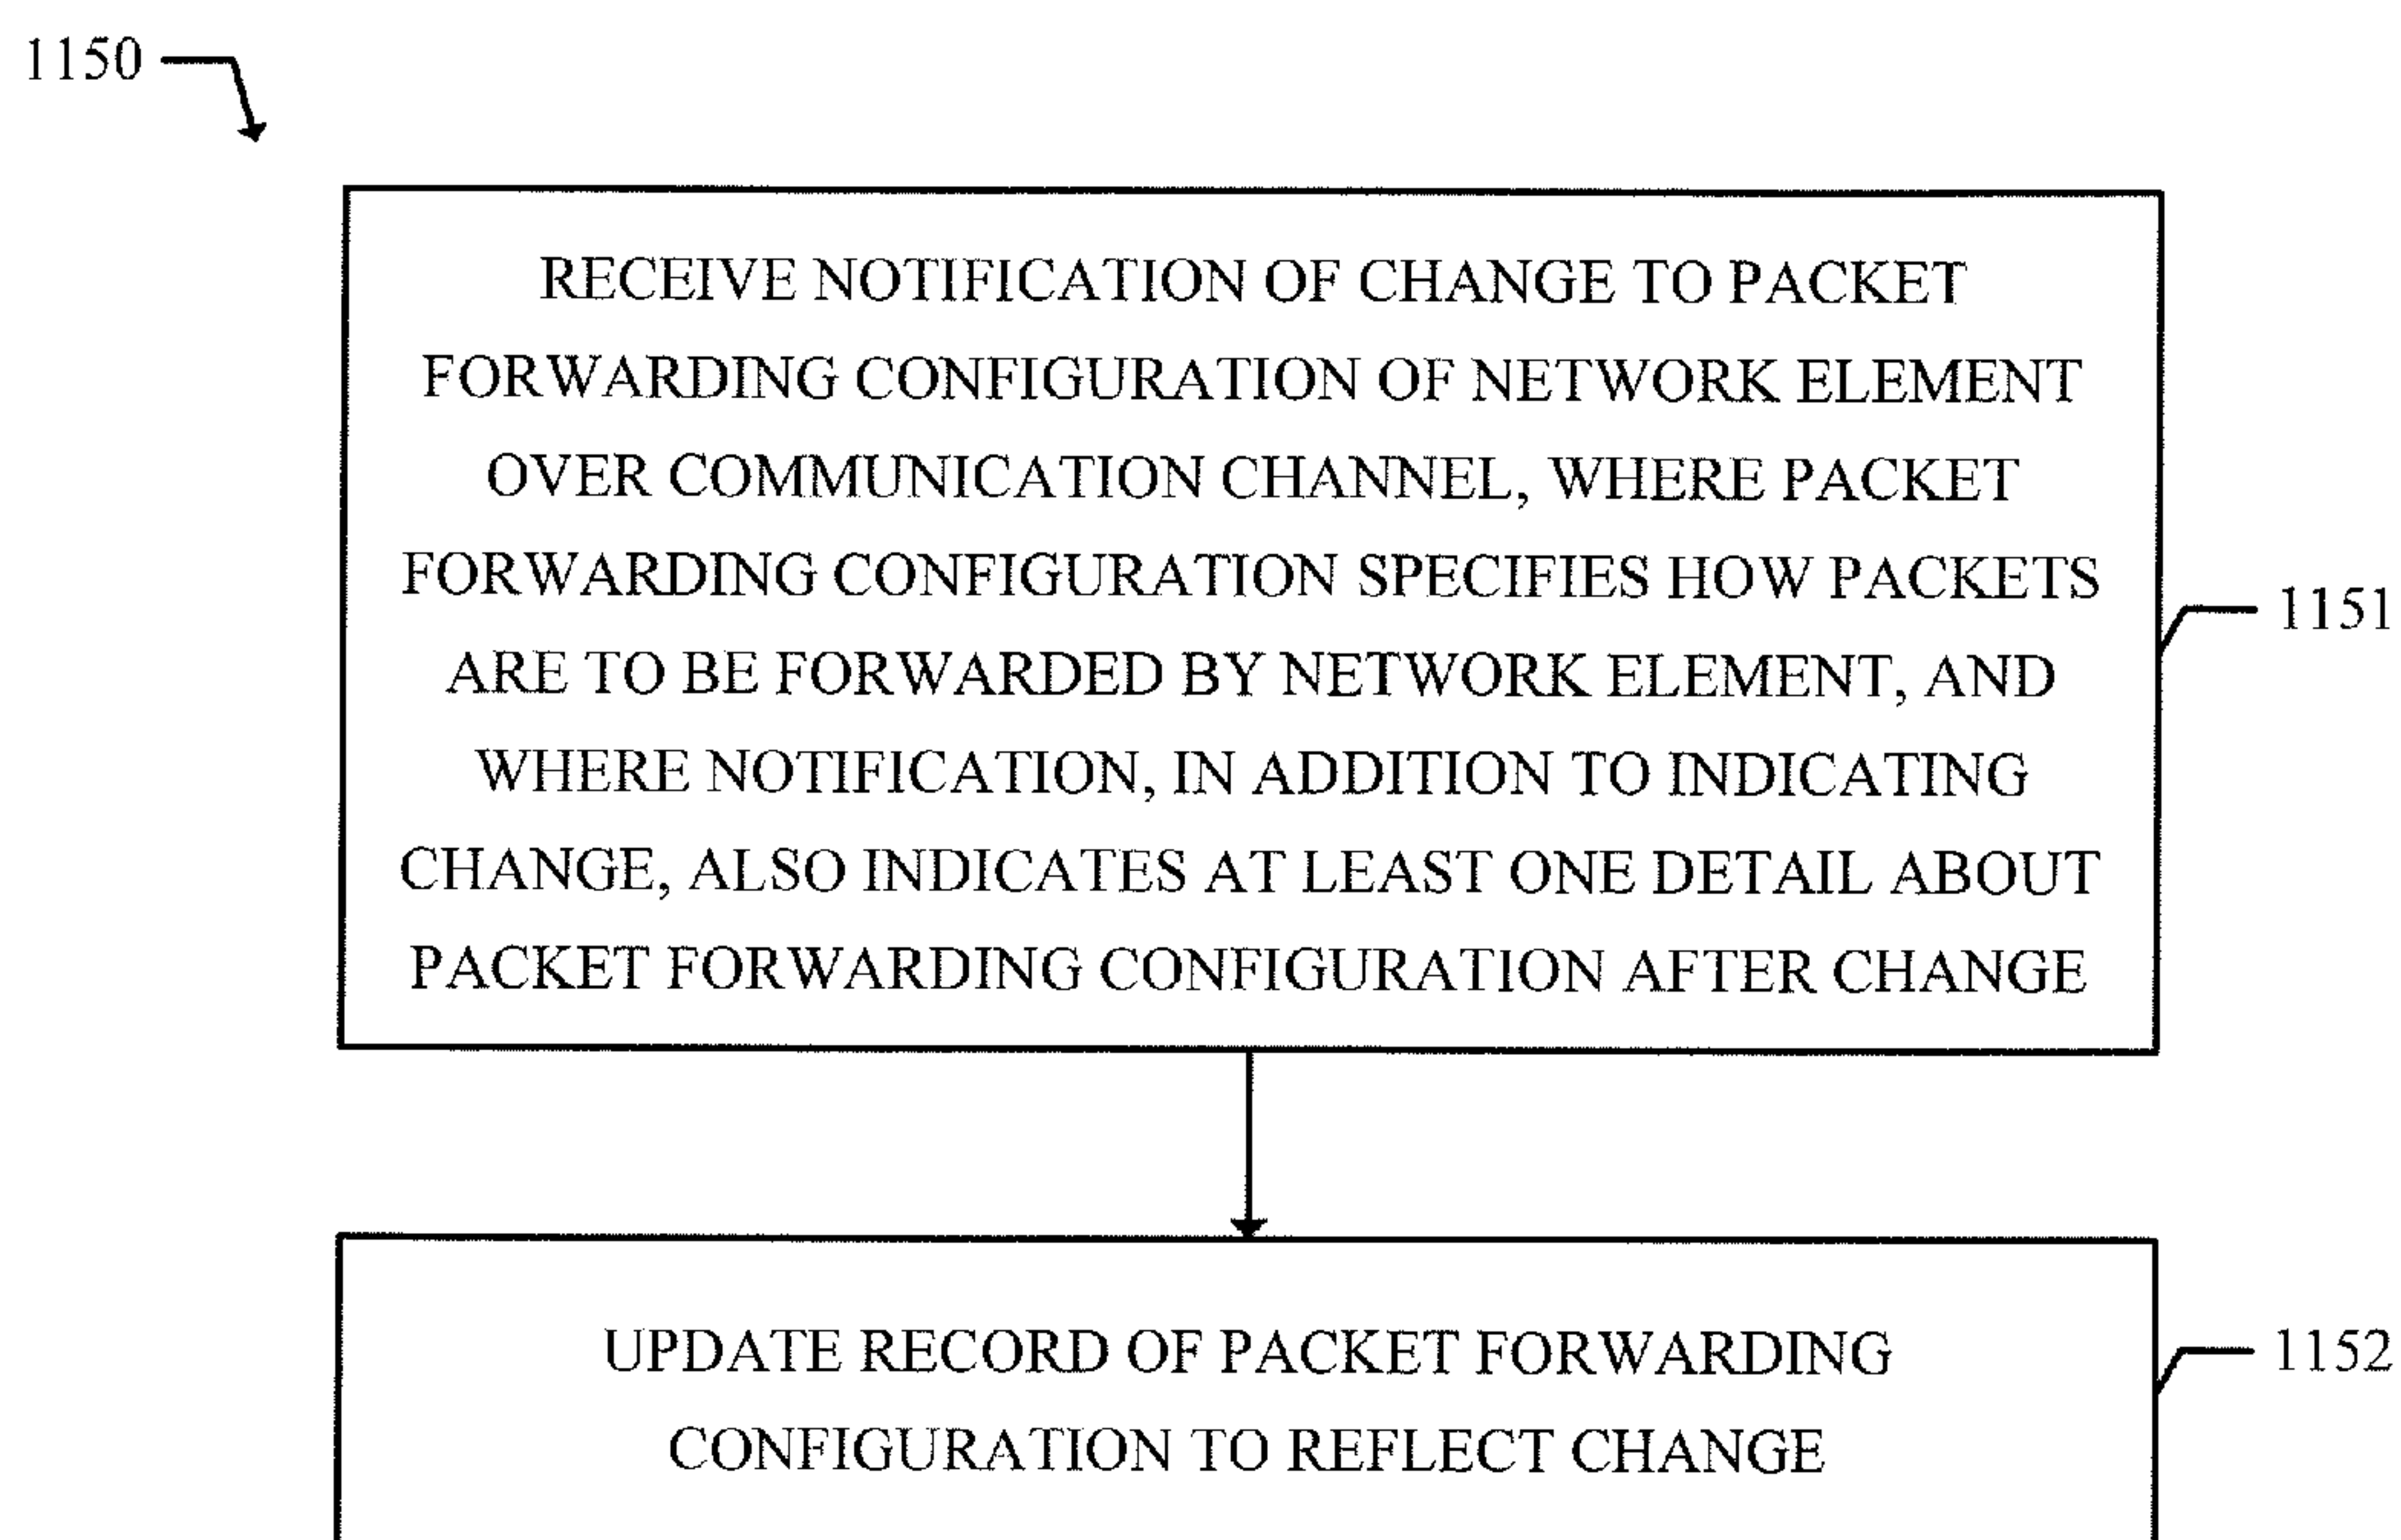 1150
RECEIVE NOTIFICATION OF CHANGE TO PACKET
FORWARDING CONFIGURATION OF NETWORK ELEMENT
OVER COMMUNICATION CHANNEL, WHERE PACKET
FORWARDING CONFIGURATION SPECIFIES HOW PACKETS
ARE TO BE FORWARDED BY NETWORK ELEMENT, AND
WHERE NOTIFICATION, IN ADDITION TO INDICATING
CHANGE, ALSO INDICATES AT LEAST ONE DETAIL ABOUT
PACKET FORWARDING CONFIGURATION AFTER CHANGE
1151
UPDATE RECORD OF PACKET FORWARDING
CONFIGURATION TO REFLECT CHANGE
1152